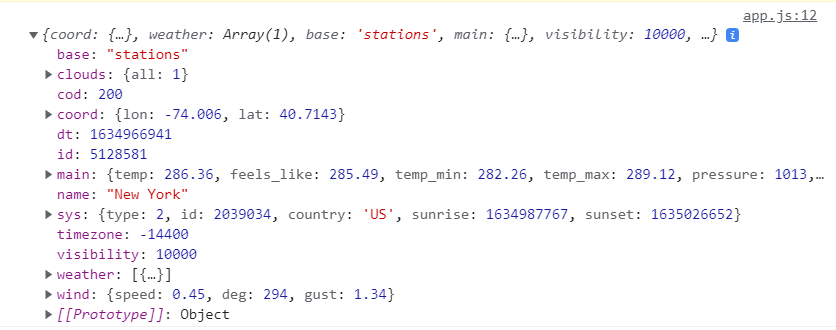 app.js:12
▼{coord: {…}, weather: Array(1), base: 'stations', main: {…}, visibility: 10000, …} i
base: "stations"
▶clouds: {all: 1}
cod: 200
▶coord: {lon: -74.006, lat: 40.7143}
dt: 1634966941
id: 5128581
▶main: {temp: 286.36, feels_like: 285.49, temp_min: 282.26, temp_max: 289.12, pressure: 1013,…
name: "New York"
▶sys: {type: 2, id: 2039034, country: 'US', sunrise: 1634987767, sunset: 1635026652}
timezone: -14400
visibility: 10000
▶weather: [{…}]
▶wind: {speed: 0.45, deg: 294, gust: 1.34}
▶[[Prototype]]: Object